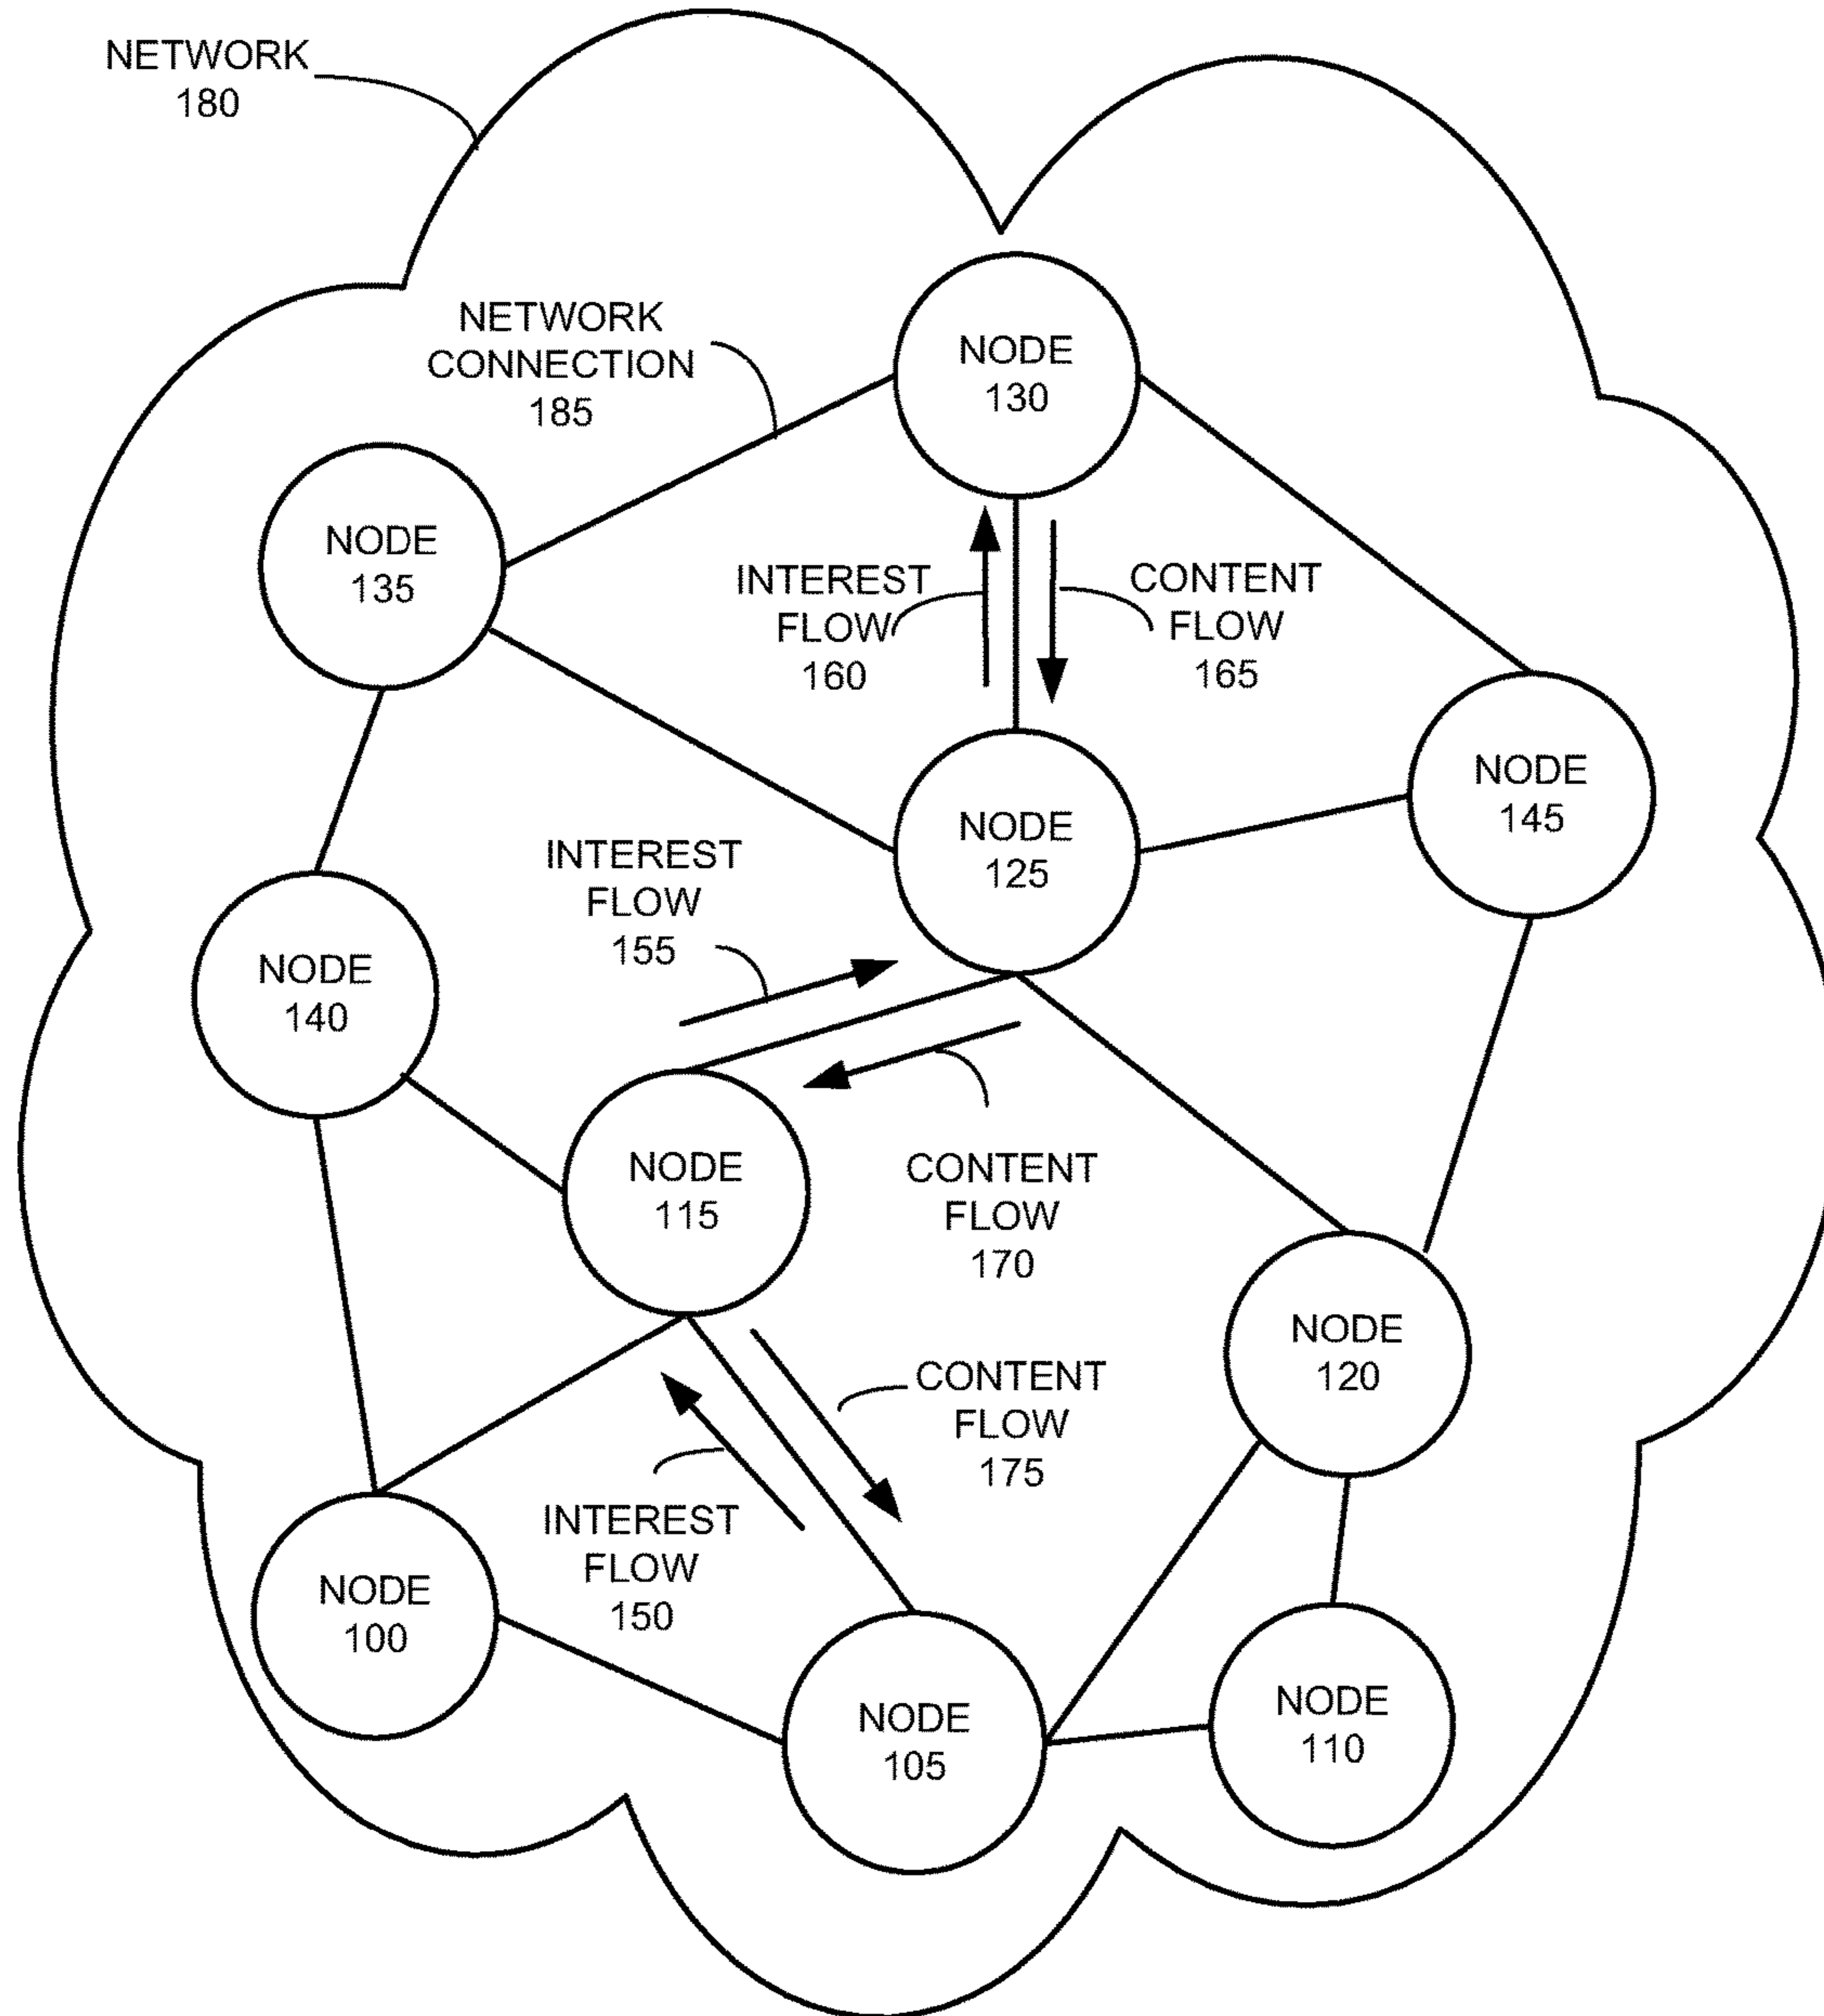 NETWORK
180
NETWORK
CONNECTION
185
NODE
130
NODE
135
INTEREST
FLOW
160
CONTENT
FLOW
165
NODE
145
NODE
125
INTEREST
FLOW
155
NODE
140
NODE
115
CONTENT
FLOW
170
NODE
120
CONTENT
FLOW
175
INTEREST
FLOW
150
NODE
100
NODE
105
NODE
110